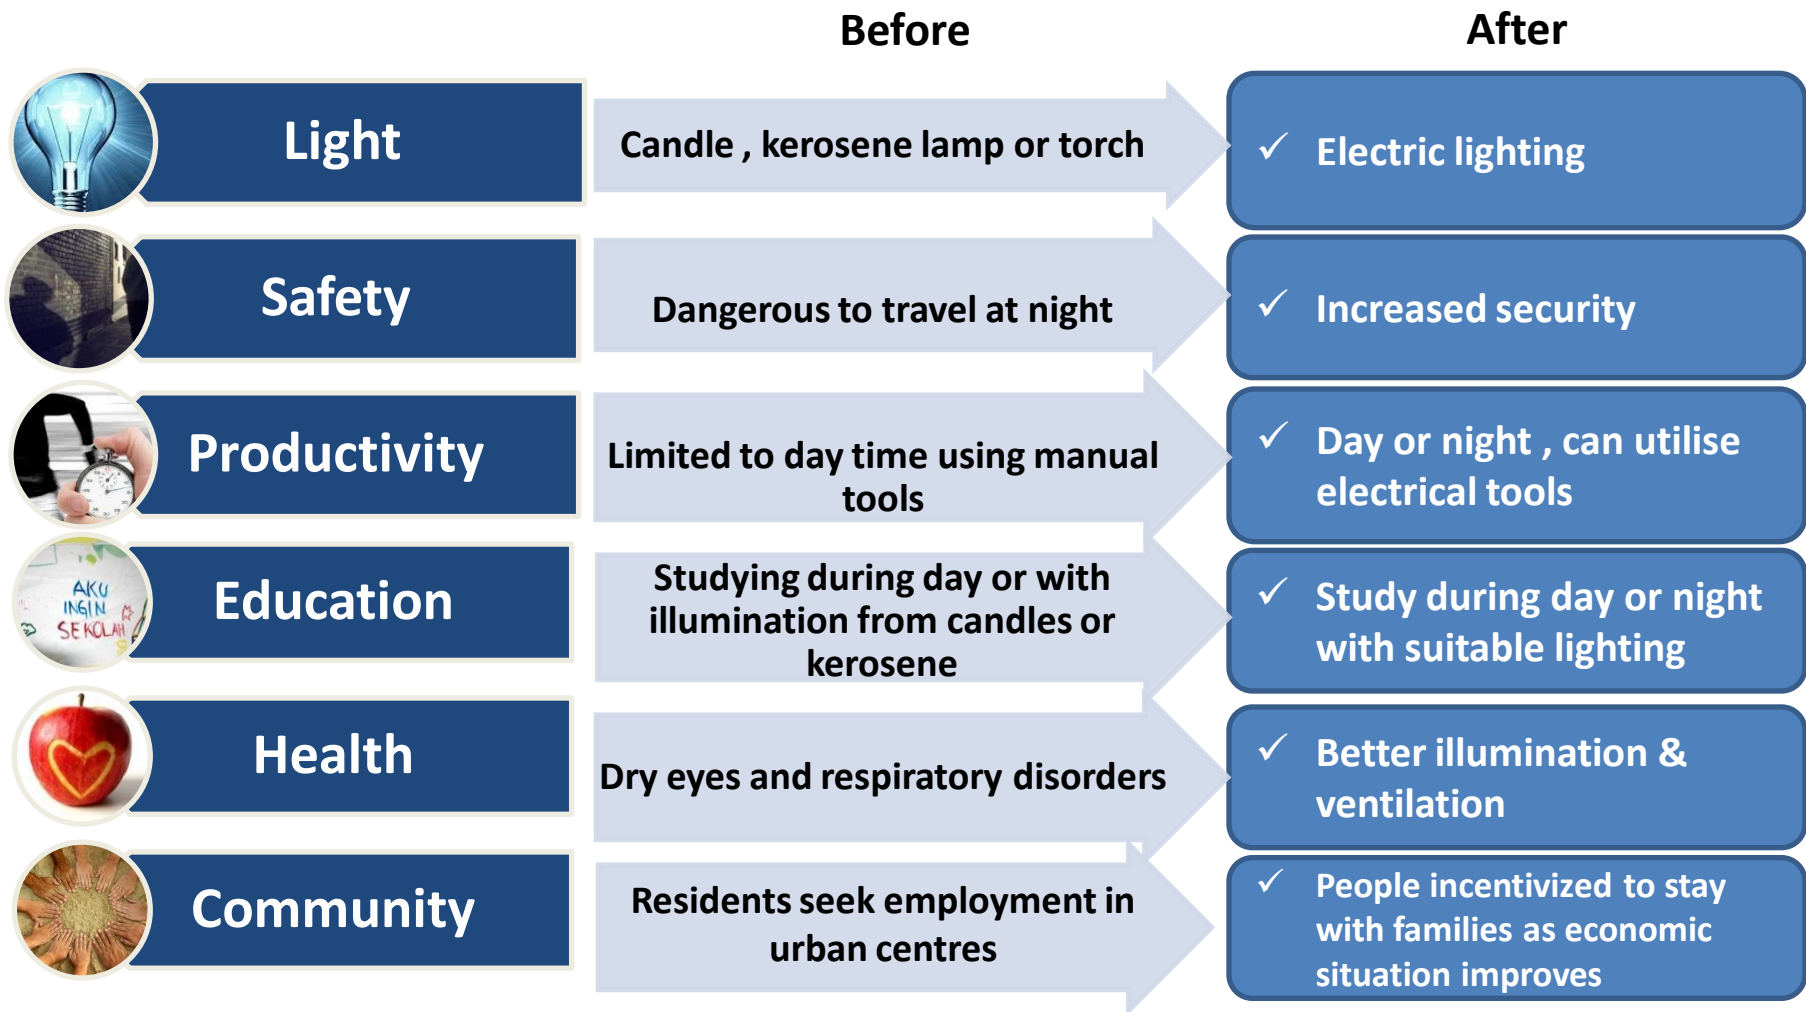 Before
After
Light
Candle , kerosene lamp or torch
✓ Electric lighting
Safety
Dangerous to travel at night
✓ Increased security
Productivity
Limited to day time using manual
tools
✓ Day or night , can utilise
electrical tools
AKU
INGIN
SEKOLAH
Education
Studying during day or with
illumination from candles or
kerosene
✓ Study during day or night
with suitable lighting
Health
Dry eyes and respiratory disorders
✓ Better illumination &
ventilation
Community
Residents seek employment in
urban centres
✓ People incentivized to stay
with families as economic
situation improves